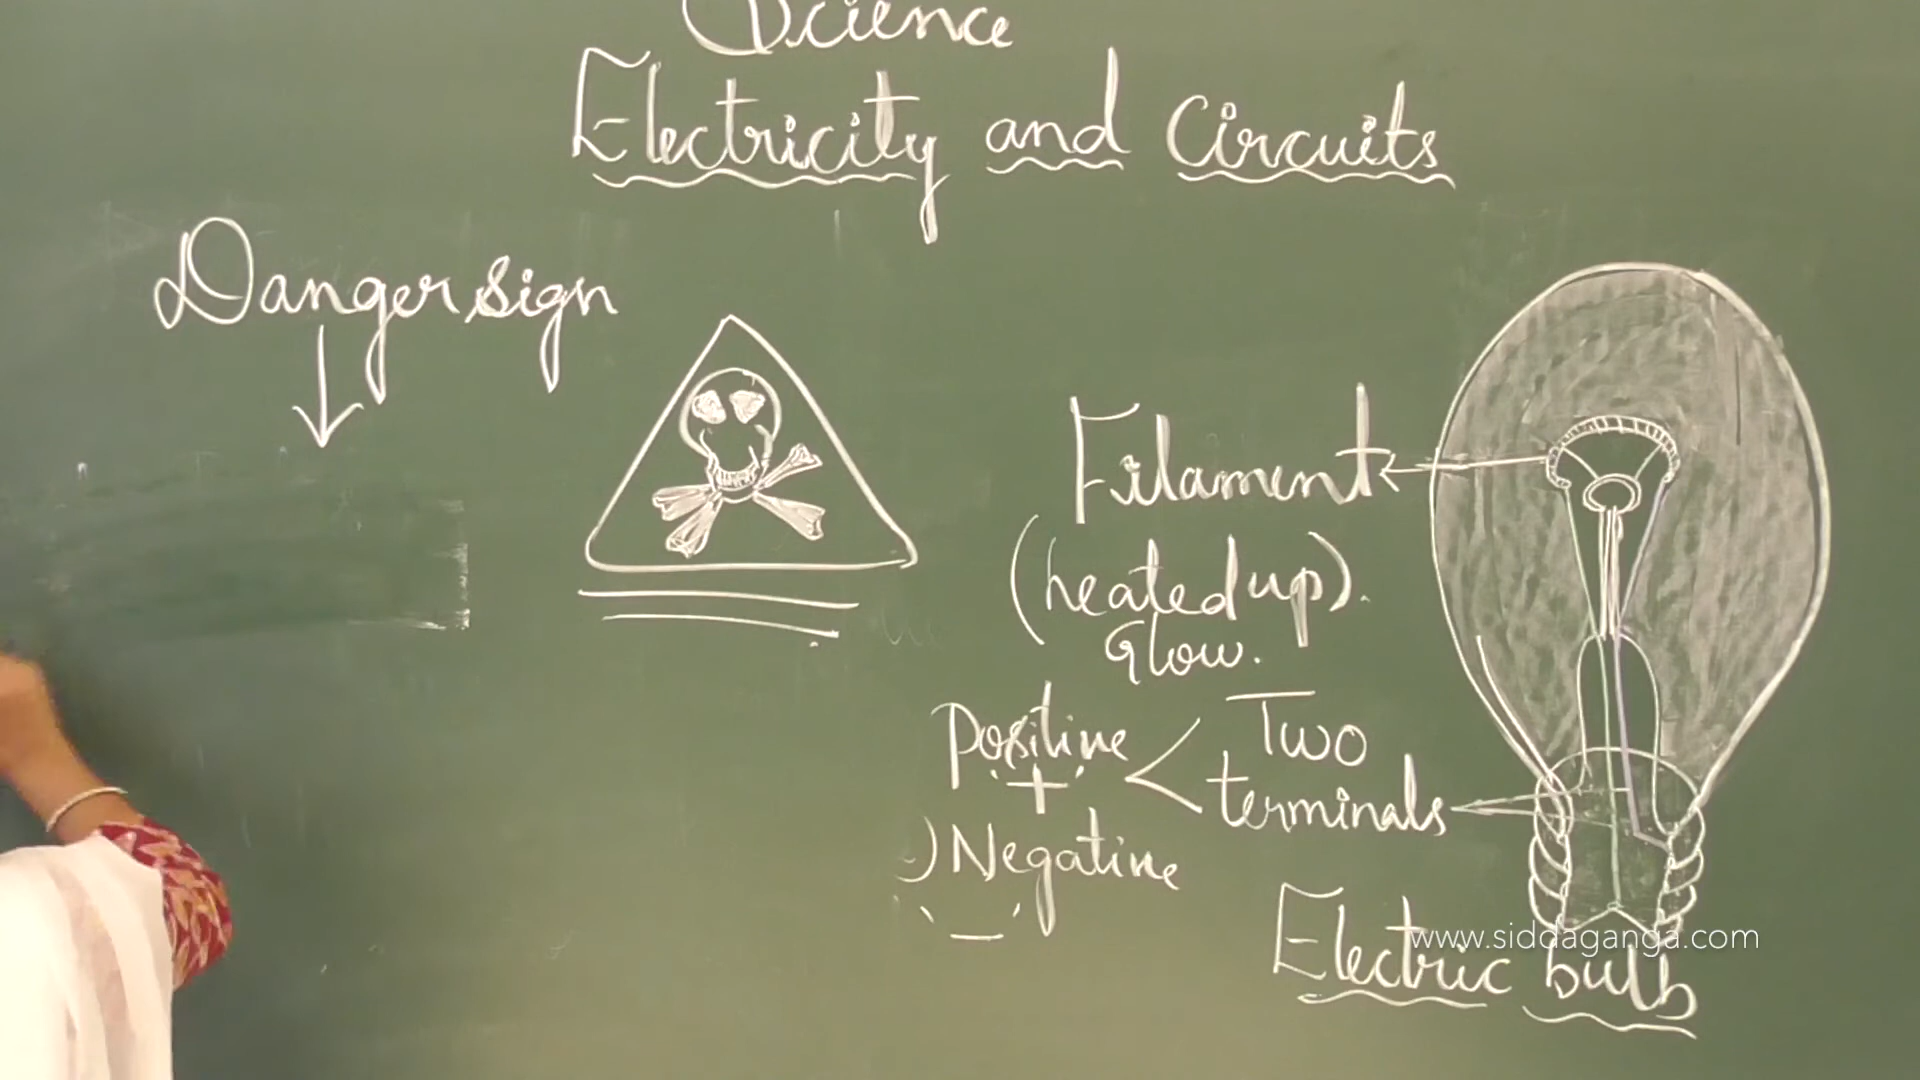 Science
Electricity and Circuits
Danger sign
Filament
(heated up).
Glow.
Positive
+
Two
terminals
Negative
-
Electric bulb
www.siddaganga.com